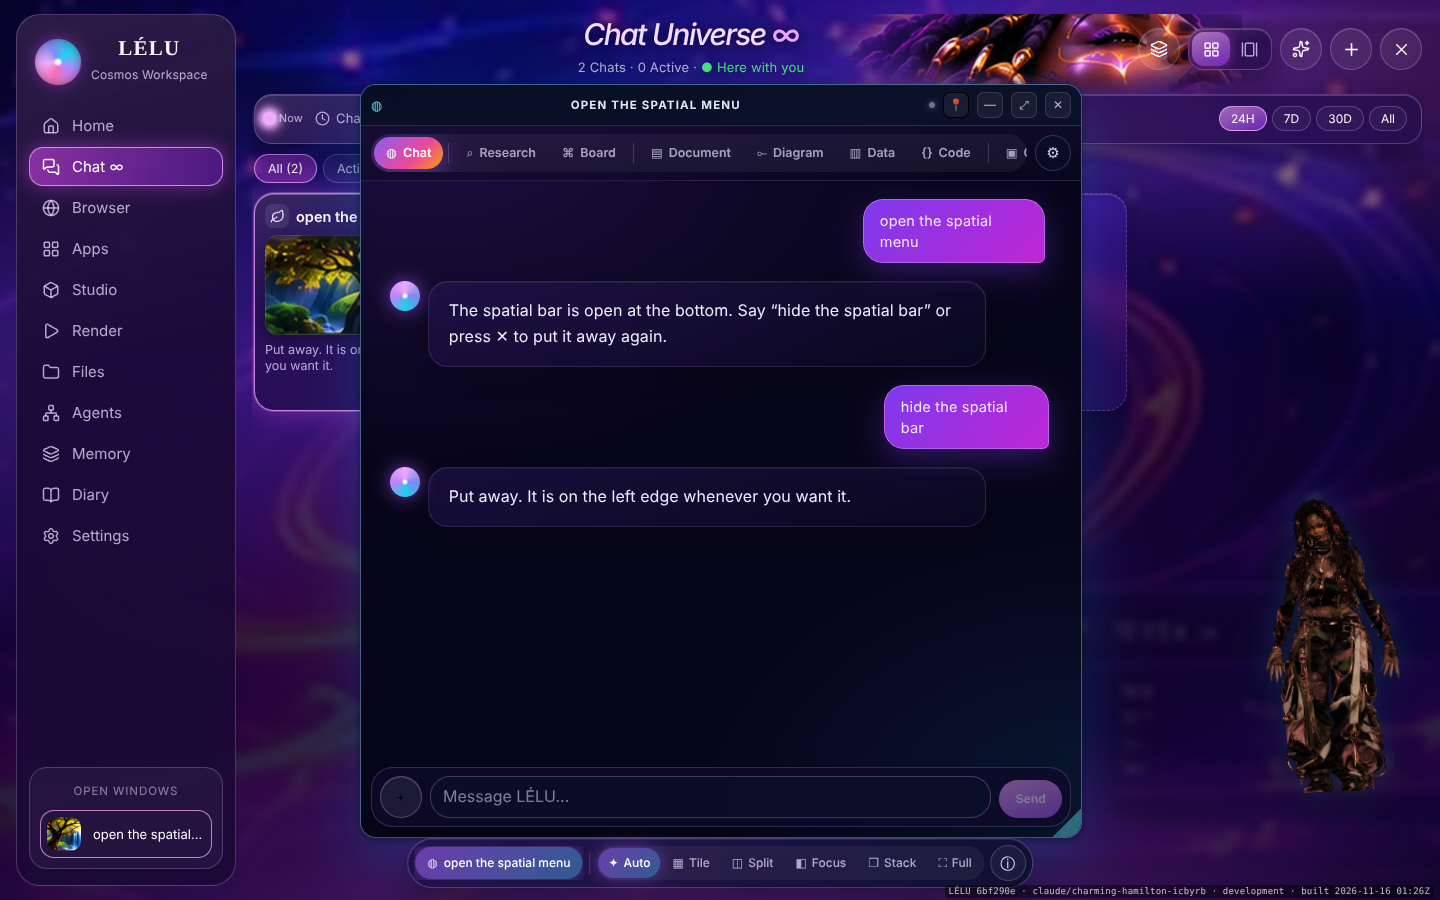 LÉLU
Cosmos Workspace
Home
Chat ∞
Browser
Apps
Studio
Render
Files
Agents
Memory
Diary
Settings
OPEN WINDOWS
open the spatial...
Chat Universe ∞
2 Chats · 0 Active · Here with you
Now
24H 7D 30D All
All (2)
open the
Put away.
you want it.
OPEN THE SPATIAL MENU
Chat Research Board Document Diagram Data {} Code
open the spatial
menu
The spatial bar is open at the bottom. Say “hide the spatial bar” or
press ✕ to put it away again.
hide the spatial
bar
Put away. It is on the left edge whenever you want it.
Message LÉLU...
Send
open the spatial menu Auto Tile Split Focus Stack Full
LÉLU 6bf290e · claude/charming-hamilton-icbyrb · development · built 2026-11-16 01:26Z